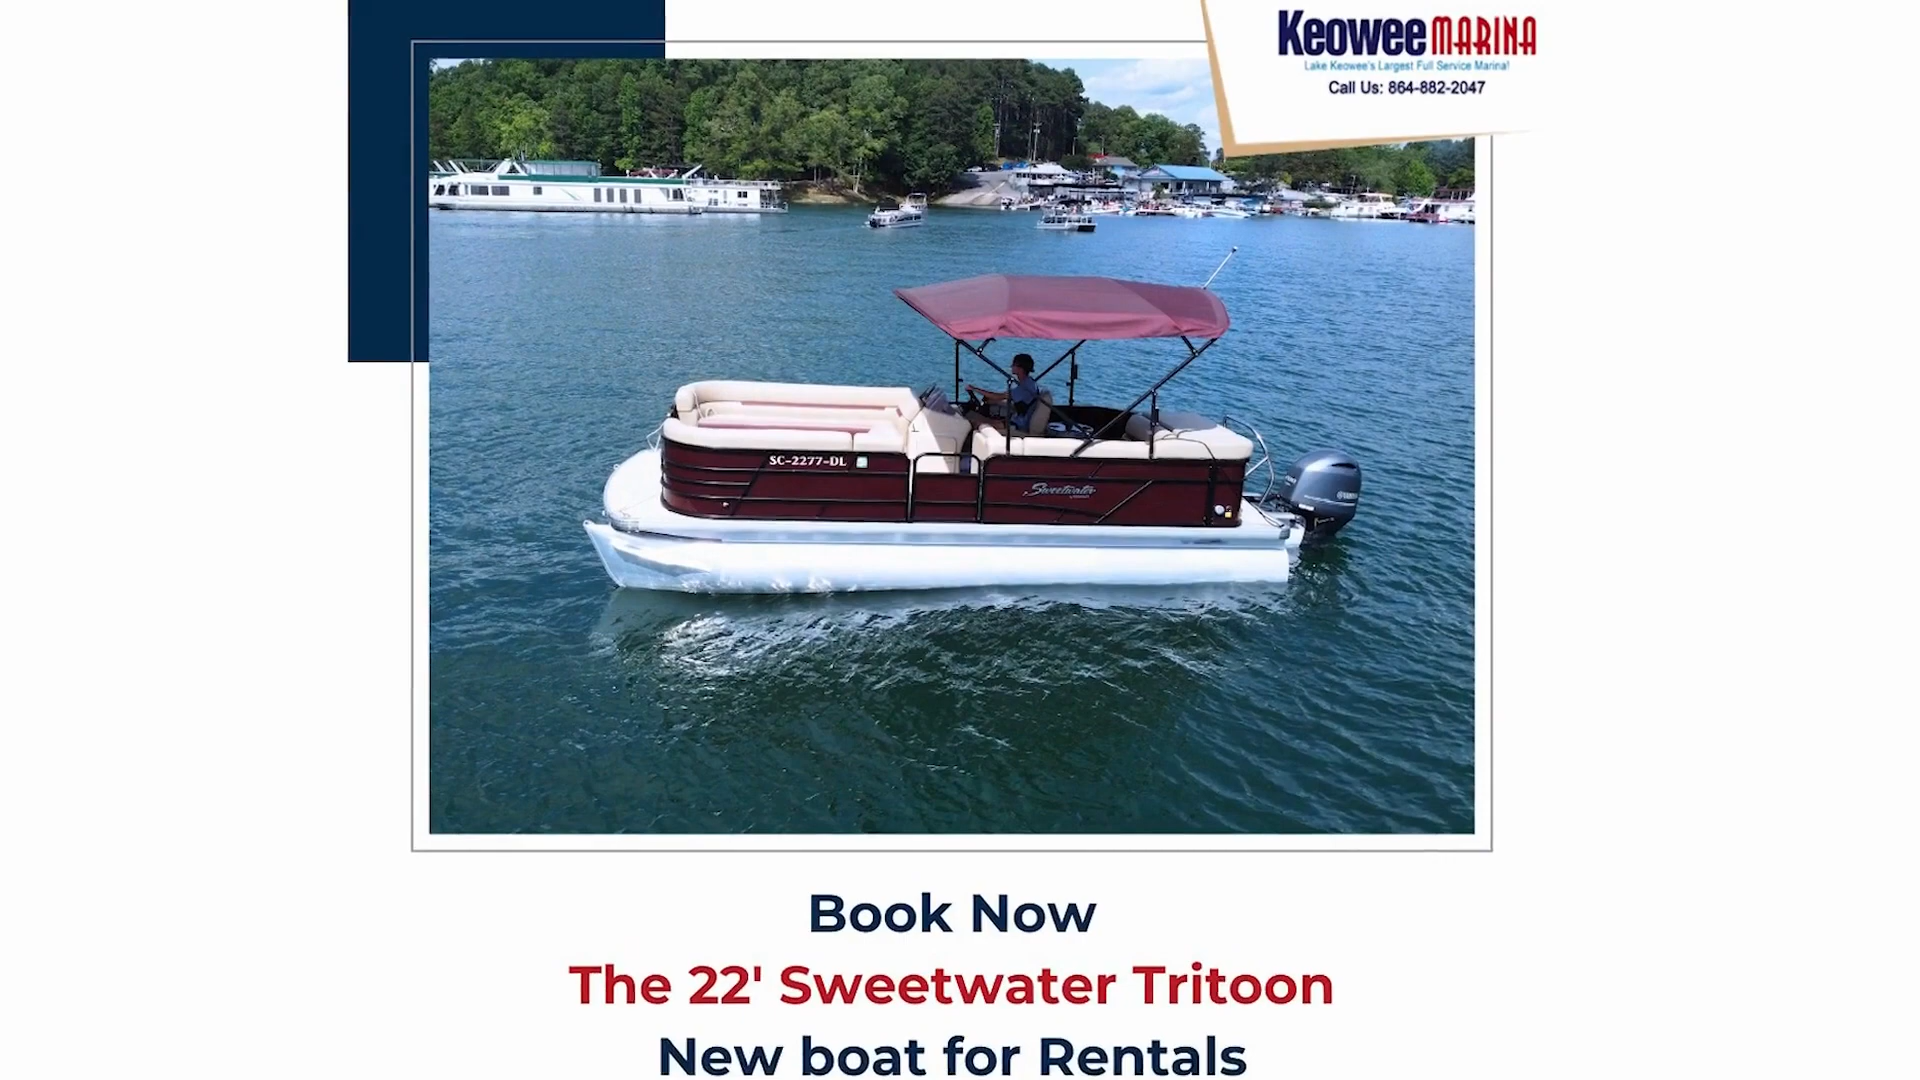 Keowee MARINA
Lake Keowee's Largest Full Service Marina!
Call Us: 864-882-2047
SC-2277-DL
Sweetwater
YAMAHA
Book Now
The 22' Sweetwater Tritoon
New boat for Rentals